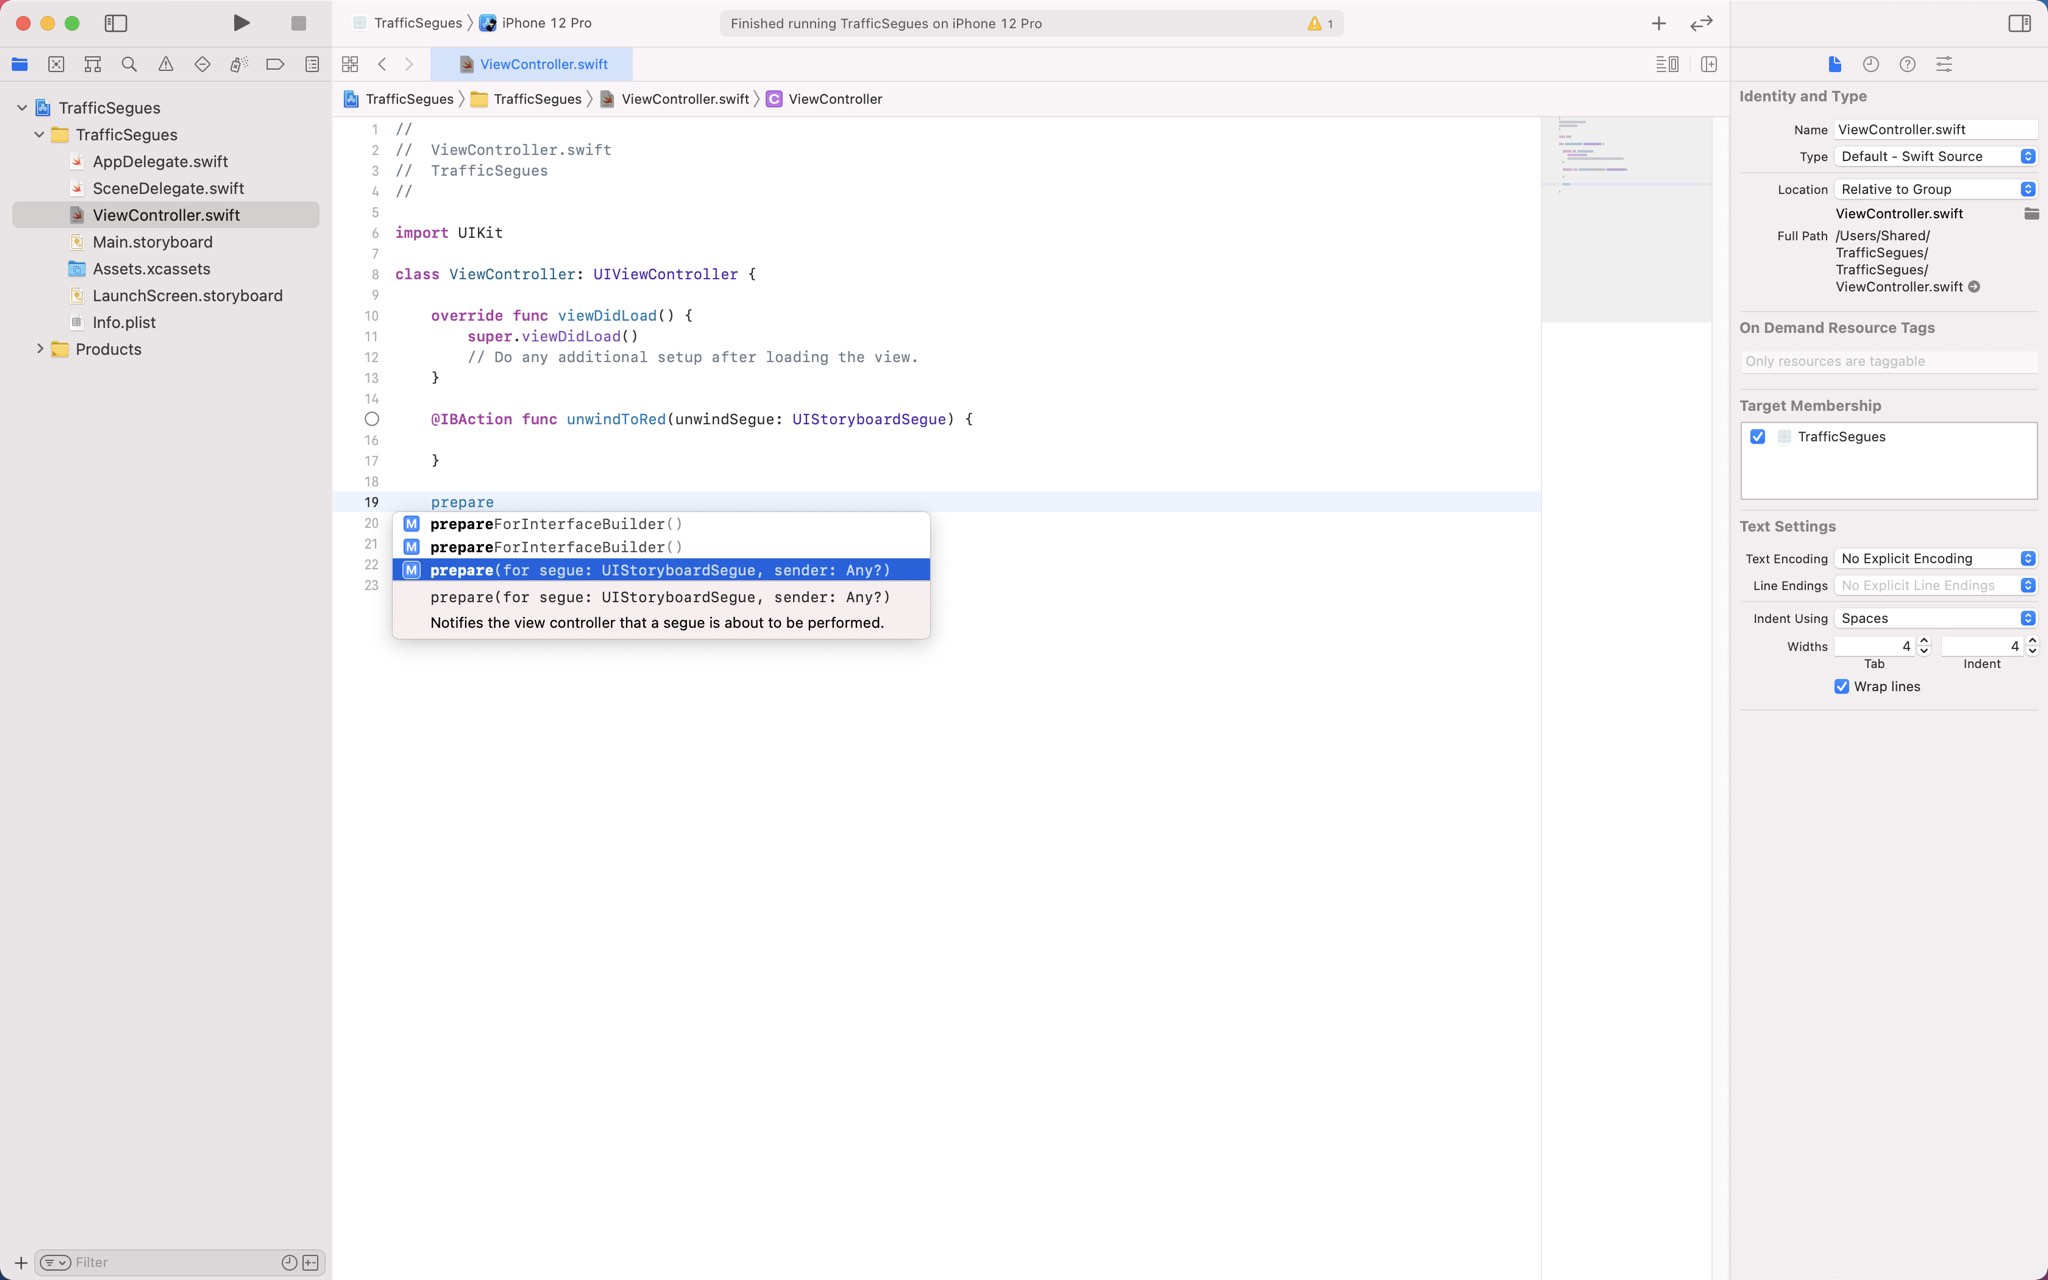 TrafficSegues 〉 iPhone 12 Pro
Finished running TrafficSegues on iPhone 12 Pro
1
ViewController.swift
TrafficSegues 〉 TrafficSegues 〉 ViewController.swift 〉 C ViewController
TrafficSegues
TrafficSegues
AppDelegate.swift
SceneDelegate.swift
ViewController.swift
Main.storyboard
Assets.xcassets
LaunchScreen.storyboard
Info.plist
Products
Filter
1 //
2 //  ViewController.swift
3 //  TrafficSegues
4 //
5
6 import UIKit
7
8 class ViewController: UIViewController {
9
10     override func viewDidLoad() {
11         super.viewDidLoad()
12         // Do any additional setup after loading the view.
13     }
14
@IBAction func unwindToRed(unwindSegue: UIStoryboardSegue) {
16
17     }
18
19     prepare
20
21
22
23
M prepareForInterfaceBuilder()
M prepareForInterfaceBuilder()
M prepare(for segue: UIStoryboardSegue, sender: Any?)
prepare(for segue: UIStoryboardSegue, sender: Any?)
Notifies the view controller that a segue is about to be performed.
Identity and Type
Name ViewController.swift
Type Default - Swift Source
Location Relative to Group
ViewController.swift
Full Path /Users/Shared/
TrafficSegues/
TrafficSegues/
ViewController.swift
On Demand Resource Tags
Only resources are taggable
Target Membership
TrafficSegues
Text Settings
Text Encoding No Explicit Encoding
Line Endings No Explicit Line Endings
Indent Using Spaces
Widths 4 4
Tab Indent
Wrap lines